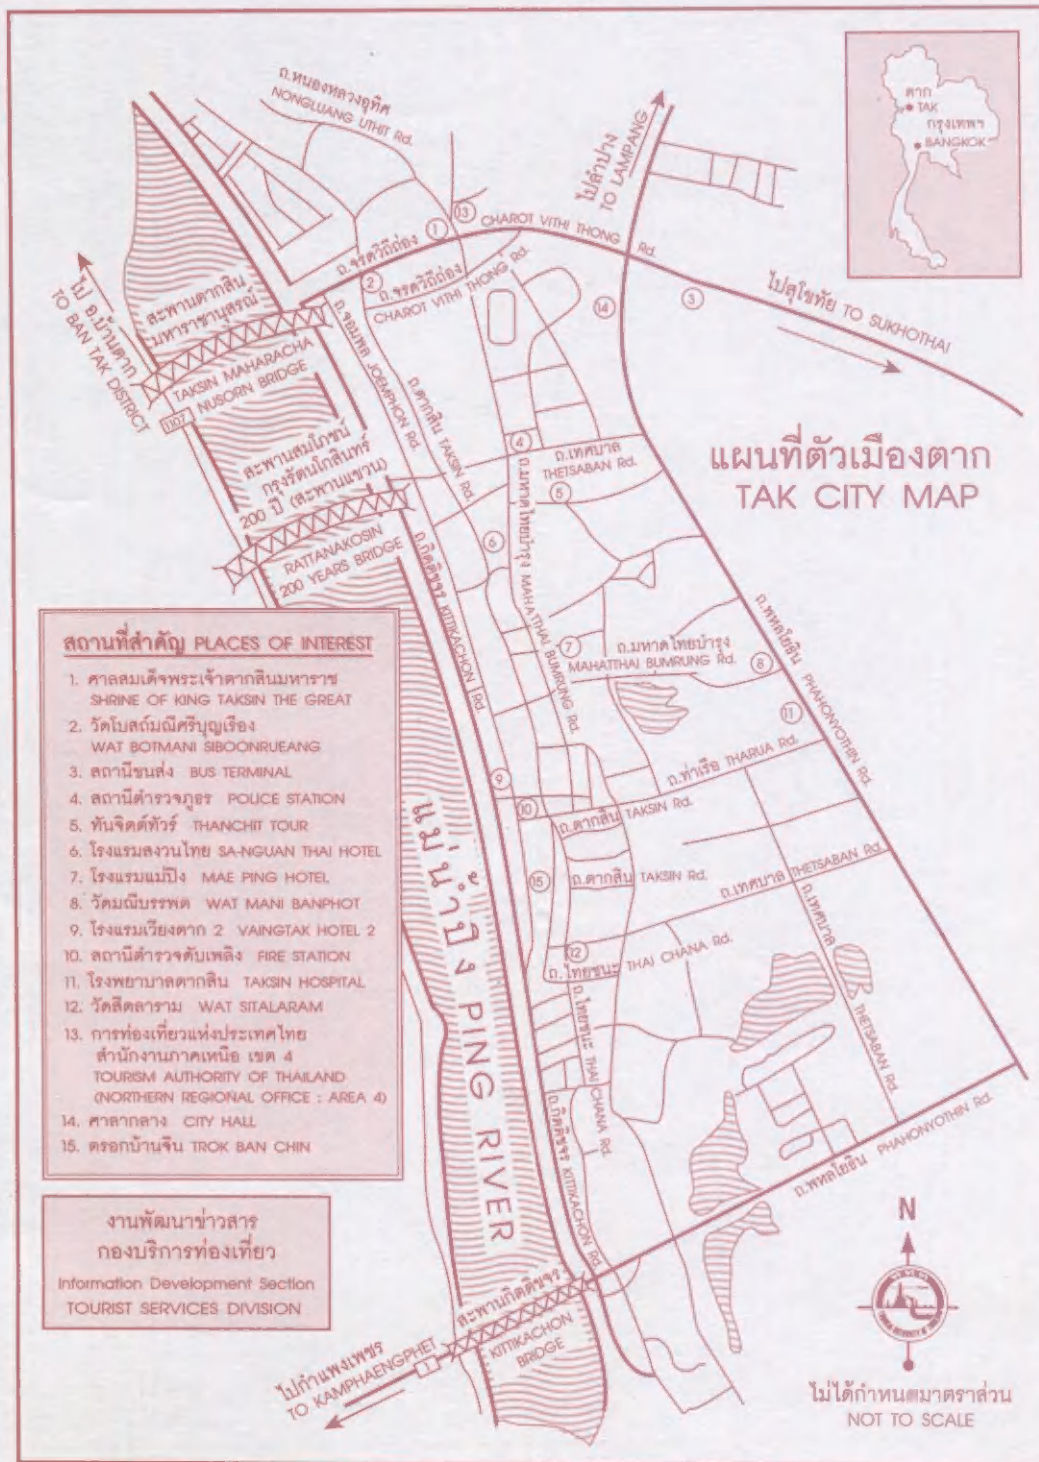 ถ.หนองหลวงอุทิศ
NONGLUANG UTHIT Rd.
ไปลำปาง
TO LAMPANG
ตาก
TAK
กรุงเทพฯ
BANGKOK
13
1
CHAROT VITHI THONG Rd.
ถ.จรดวิถีถ่อง
2
ถ.จรดวิถีถ่อง
CHAROT VITHI THONG Rd.
14
3
ไปสุโขทัย TO SUKHOTHAI
ไป อ.บ้านตาก
TO BAN TAK DISTRICT
สะพานตากสิน
มหาราชานุสรณ์
TAKSIN MAHARACHA
NUSORN BRIDGE
1107
ถ.จอมพล JOEMPHON Rd.
ถ.ตากสิน TAKSIN Rd.
แผนที่ตัวเมืองตาก
TAK CITY MAP
สะพานสมโภชน์
กรุงรัตนโกสินทร์
200 ปี (สะพานแขวน)
RATTANAKOSIN
200 YEARS BRIDGE
4
ถ.เทศบาล
THETSABAN Rd.
5
6
ถ.มหาดไทยบำรุง MAHATTHAI BUMRUNG Rd.
ถ.กิตติขจร KITTIKACHON Rd.
7
ถ.มหาดไทยบำรุง
MAHATTHAI BUMRUNG Rd.
8
ถ.พหลโยธิน PHAHONYOTHIN Rd.
11
ถ.ท่าเรือ THARUA Rd.
9
10
ถ.ตากสิน TAKSIN Rd.
15
ถ.ตากสิน TAKSIN Rd.
ถ.เทศบาล THETSABAN Rd.
ถ.เทศบาล THETSABAN Rd.
12
ถ.ไทยชนะ THAI CHANA Rd.
ถ.ไทยชนะ THAI CHANA Rd.
ถ.กิตติขจร KITTIKACHON Rd.
ถ.พหลโยธิน PHAHONYOTHIN Rd.
แม่น้ำปิง PING RIVER
สถานที่สำคัญ PLACES OF INTEREST
1. ศาลสมเด็จพระเจ้าตากสินมหาราช
SHRINE OF KING TAKSIN THE GREAT
2. วัดโบสถ์มณีศรีบุญเรือง
WAT BOTMANI SIBOONRUEANG
3. สถานีขนส่ง BUS TERMINAL
4. สถานีตำรวจภูธร POLICE STATION
5. ทันจิตต์ทัวร์ THANCHIT TOUR
6. โรงแรมสงวนไทย SA-NGUAN THAI HOTEL
7. โรงแรมแม่ปิง MAE PING HOTEL
8. วัดมณีบรรพต WAT MANI BANPHOT
9. โรงแรมเวียงตาก 2 VAINGTAK HOTEL 2
10. สถานีตำรวจดับเพลิง FIRE STATION
11. โรงพยาบาลตากสิน TAKSIN HOSPITAL
12. วัดสีตลาราม WAT SITALARAM
13. การท่องเที่ยวแห่งประเทศไทย
สำนักงานภาคเหนือ เขต 4
TOURISM AUTHORITY OF THAILAND
(NORTHERN REGIONAL OFFICE : AREA 4)
14. ศาลากลาง CITY HALL
15. ตรอกบ้านจีน TROK BAN CHIN
งานพัฒนาข่าวสาร
กองบริการท่องเที่ยว
Information Development Section
TOURIST SERVICES DIVISION
สะพานกิตติขจร
KITTIKACHON
BRIDGE
1
ไปกำแพงเพชร
TO KAMPHAENGPHET
N
ไม่ได้กำหนดมาตราส่วน
NOT TO SCALE